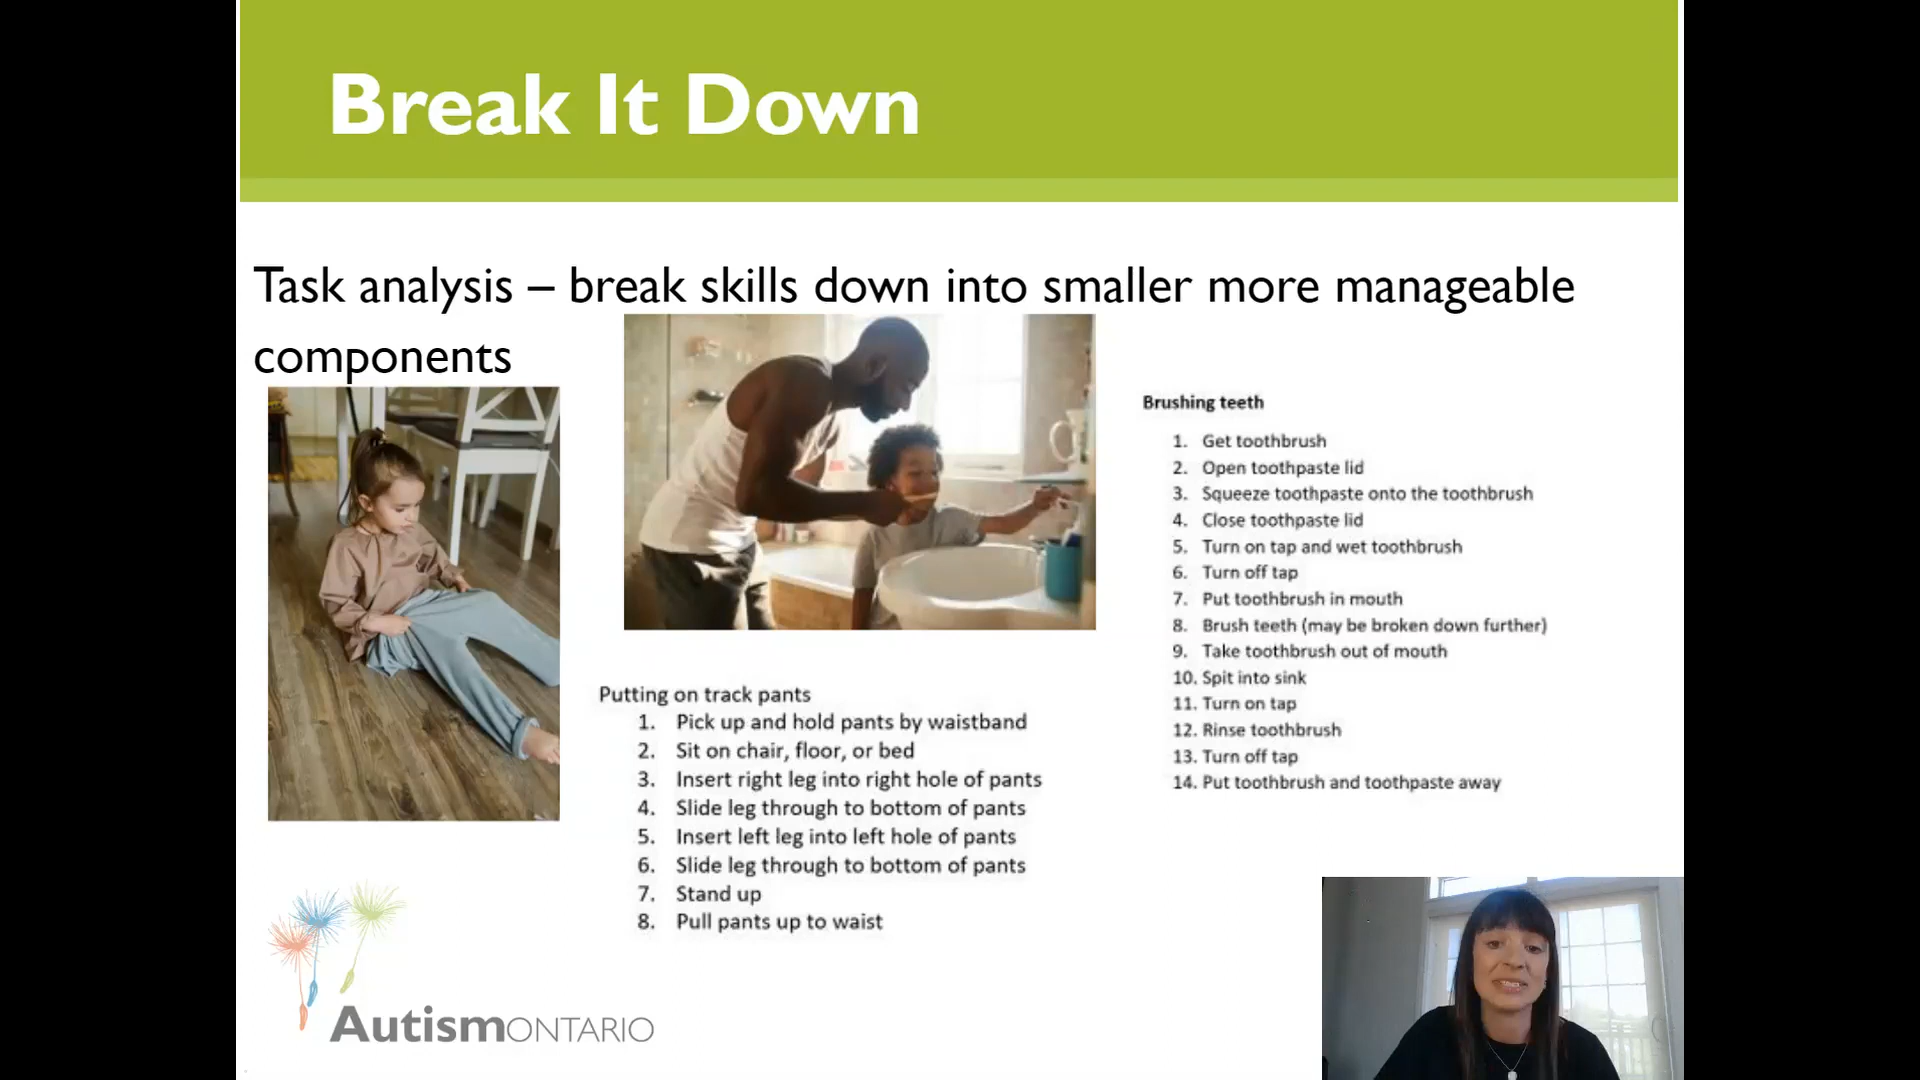 Break It Down
Task analysis – break skills down into smaller more manageable
components
Brushing teeth
1. Get toothbrush
2. Open toothpaste lid
3. Squeeze toothpaste onto the toothbrush
4. Close toothpaste lid
5. Turn on tap and wet toothbrush
6. Turn off tap
7. Put toothbrush in mouth
8. Brush teeth (may be broken down further)
9. Take toothbrush out of mouth
10. Spit into sink
11. Turn on tap
12. Rinse toothbrush
13. Turn off tap
14. Put toothbrush and toothpaste away
Putting on track pants
1. Pick up and hold pants by waistband
2. Sit on chair, floor, or bed
3. Insert right leg into right hole of pants
4. Slide leg through to bottom of pants
5. Insert left leg into left hole of pants
6. Slide leg through to bottom of pants
7. Stand up
8. Pull pants up to waist
AutismONTARIO